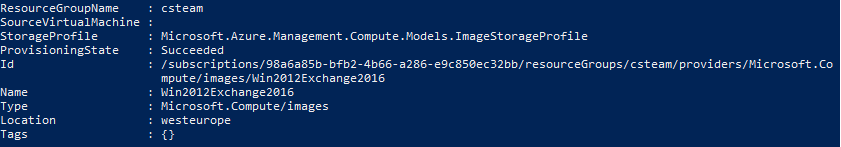 ResourceGroupName    : csteam
SourceVirtualMachine :
StorageProfile       : Microsoft.Azure.Management.Compute.Models.ImageStorageProfile
ProvisioningState    : Succeeded
Id                   : /subscriptions/98a6a85b-bfb2-4b66-a286-e9c850ec32bb/resourceGroups/csteam/providers/Microsoft.Co
                       mpute/images/Win2012Exchange2016
Name                 : Win2012Exchange2016
Type                 : Microsoft.Compute/images
Location             : westeurope
Tags                 : {}